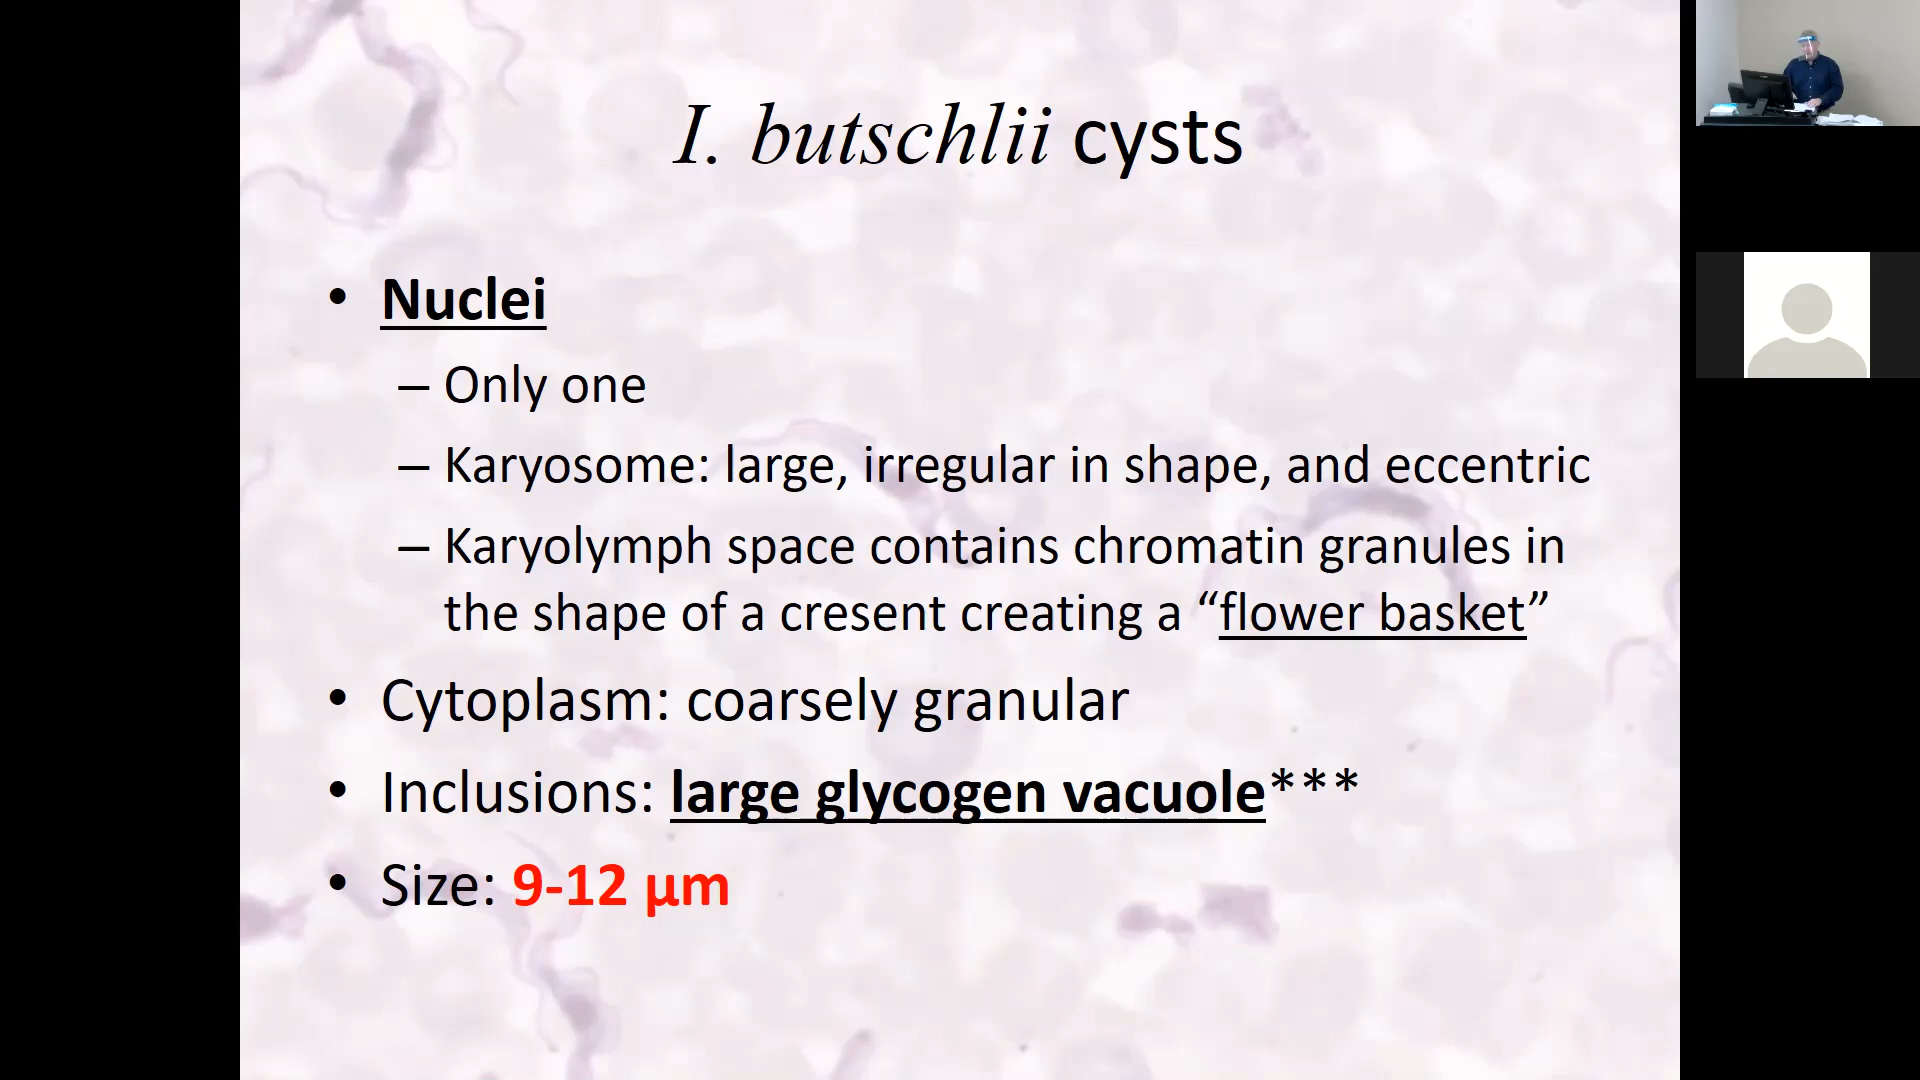 I. butschlii cysts
• Nuclei
– Only one
– Karyosome: large, irregular in shape, and eccentric
– Karyolymph space contains chromatin granules in
the shape of a cresent creating a “flower basket”
• Cytoplasm: coarsely granular
• Inclusions: large glycogen vacuole***
• Size: 9-12 µm